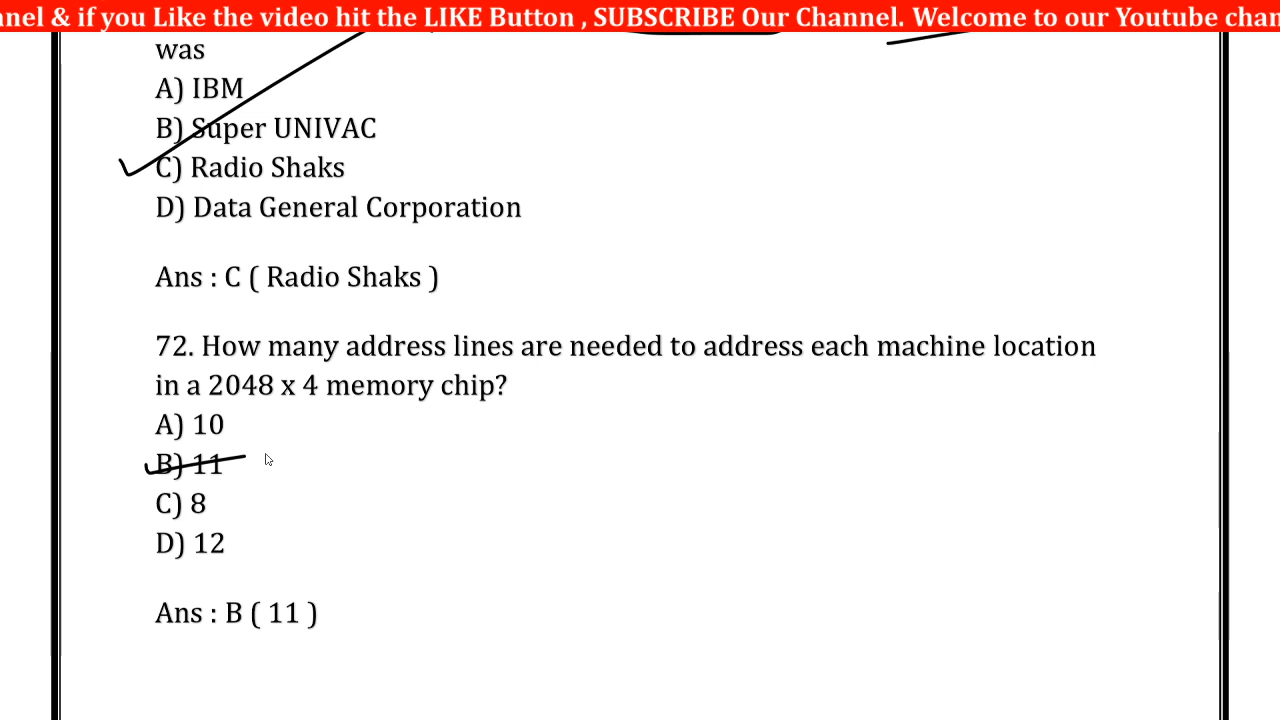 nnel & if you Like the video hit the LIKE Button , SUBSCRIBE Our Channel. Welcome to our Youtube chan
was
A) IBM
B) Super UNIVAC
C) Radio Shaks
D) Data General Corporation
Ans : C ( Radio Shaks )
72. How many address lines are needed to address each machine location
in a 2048 x 4 memory chip?
A) 10
B) 11
C) 8
D) 12
Ans : B ( 11 )